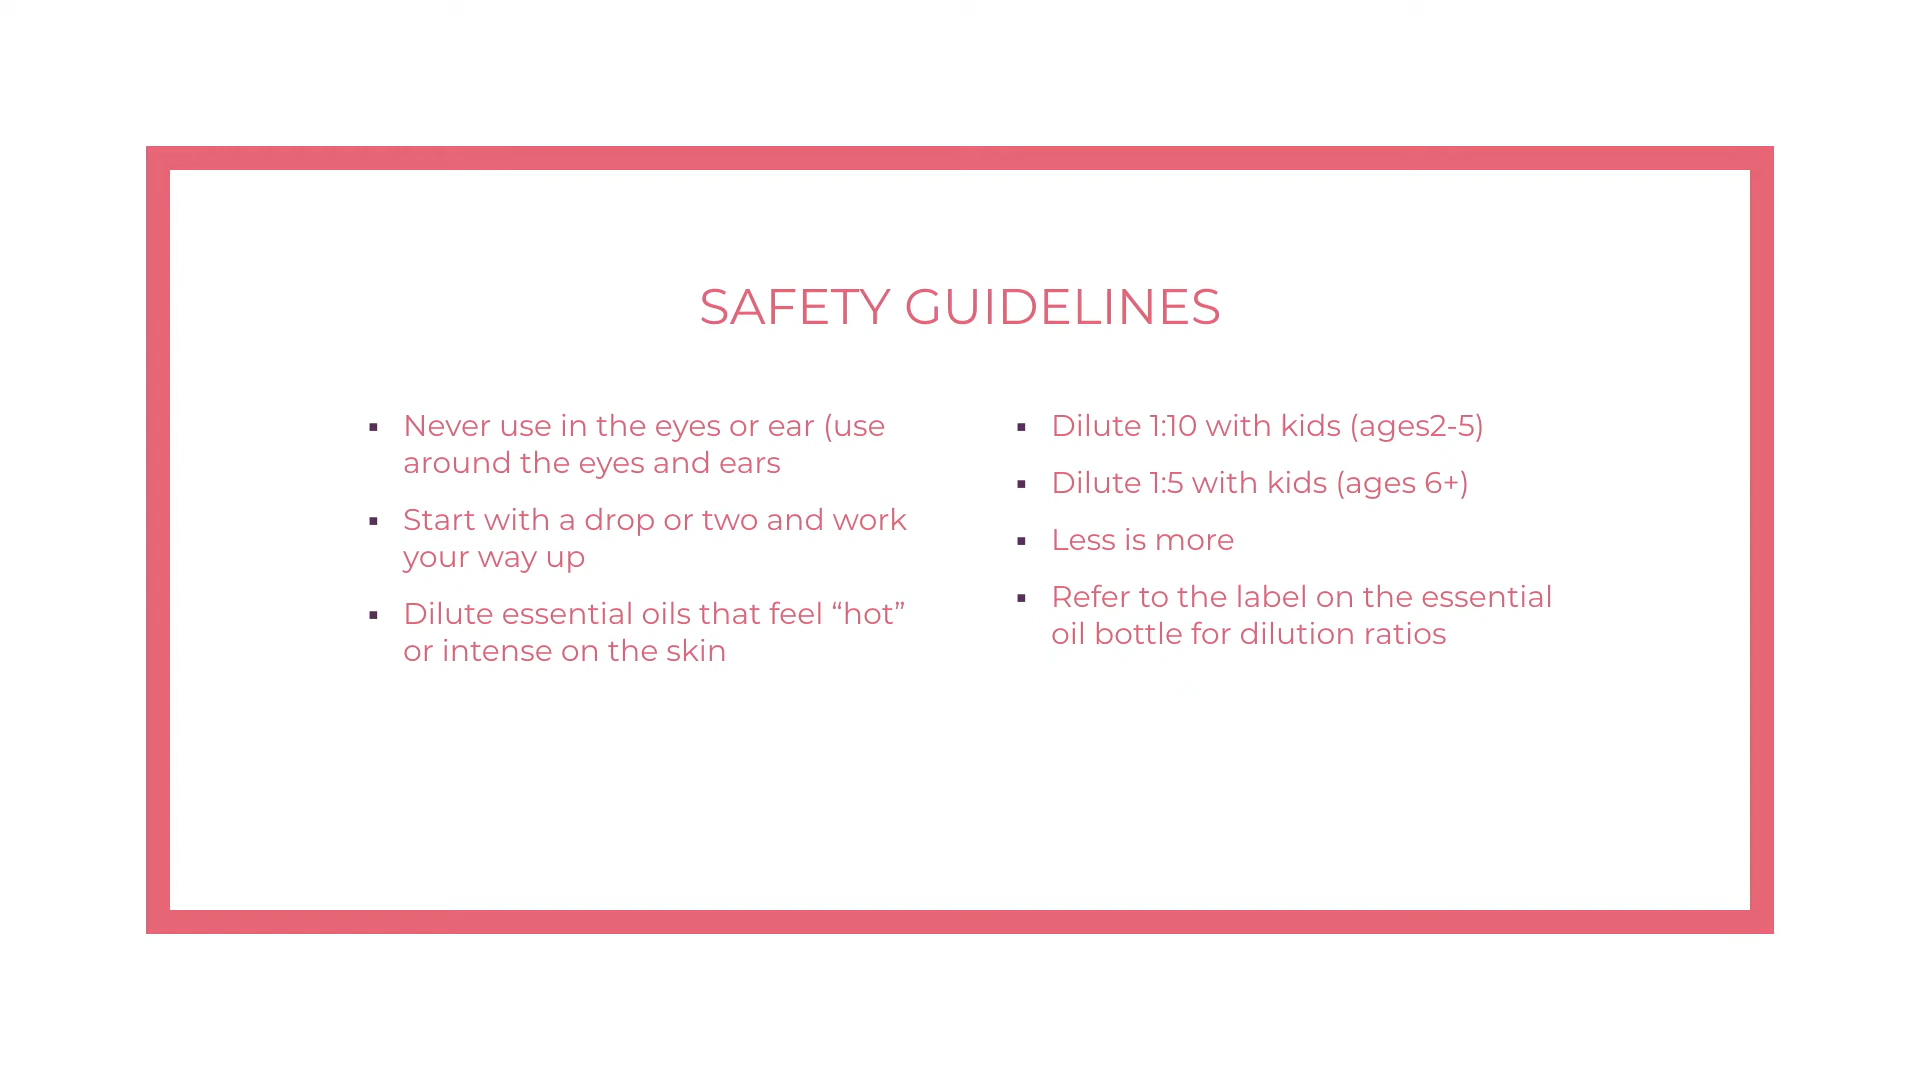 SAFETY GUIDELINES
▪ Never use in the eyes or ear (use
around the eyes and ears
▪ Start with a drop or two and work
your way up
▪ Dilute essential oils that feel “hot”
or intense on the skin
▪ Dilute 1:10 with kids (ages2-5)
▪ Dilute 1:5 with kids (ages 6+)
▪ Less is more
▪ Refer to the label on the essential
oil bottle for dilution ratios